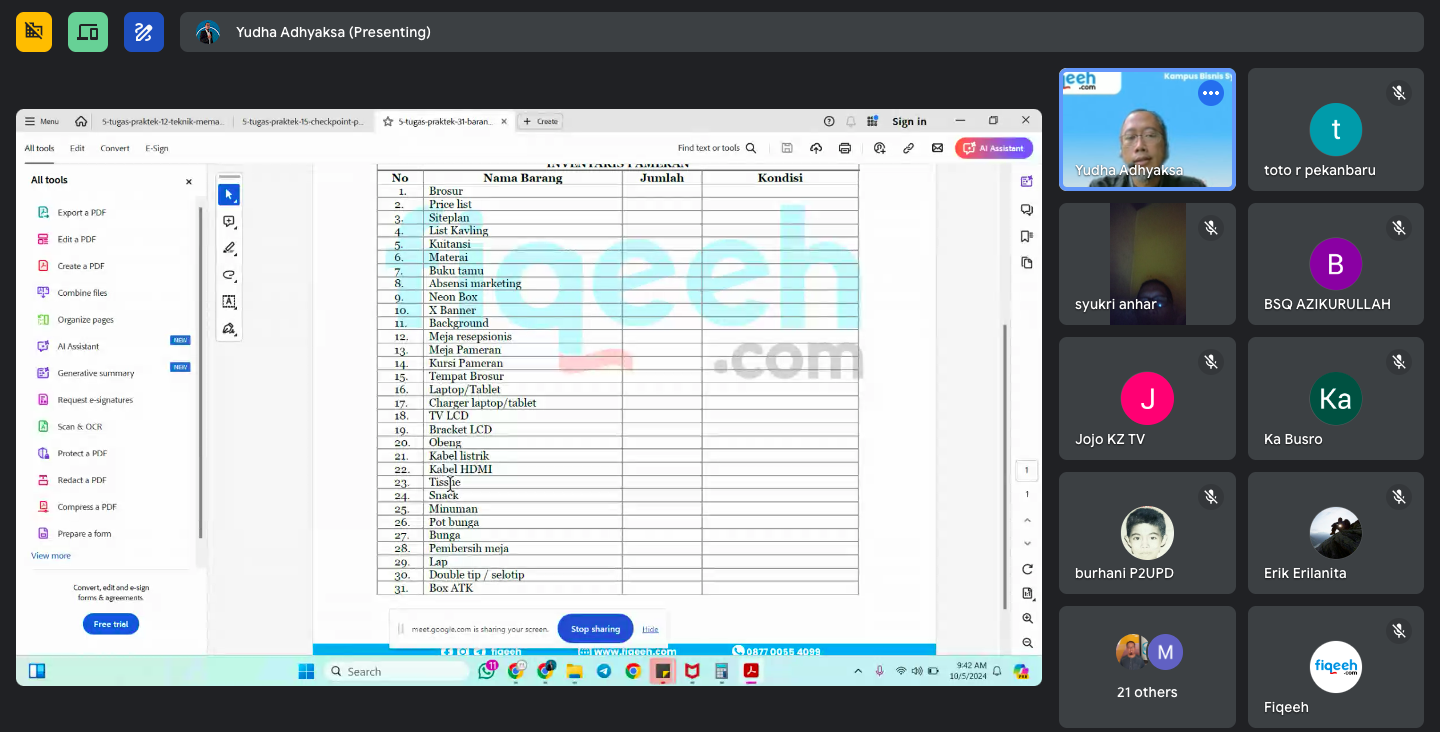 Yudha Adhyaksa (Presenting)
Menu
5-tugas-praktek-12-teknik-mema...
5-tugas-praktek-15-checkpoint-p...
5-tugas-praktek-31-baran...
Create
Sign in
All tools
Edit
Convert
E-Sign
Find text or tools
AI Assistant
All tools
Export a PDF
Edit a PDF
Create a PDF
Combine files
Organize pages
AI Assistant NEW
Generative summary NEW
Request e-signatures
Scan & OCR
Protect a PDF
Redact a PDF
Compress a PDF
Prepare a form
View more
Convert, edit and e-sign
forms & agreements.
Free trial
INVENTARIS PAMERAN
No Nama Barang Jumlah Kondisi
1. Brosur
2. Price list
3. Siteplan
4. List Kavling
5. Kuitansi
6. Materai
7. Buku tamu
8. Absensi marketing
9. Neon Box
10. X Banner
11. Background
12. Meja resepsionis
13. Meja Pameran
14. Kursi Pameran
15. Tempat Brosur
16. Laptop/Tablet
17. Charger laptop/tablet
18. TV LCD
19. Bracket LCD
20. Obeng
21. Kabel listrik
22. Kabel HDMI
23. Tissue
24. Snack
25. Minuman
26. Pot bunga
27. Bunga
28. Pembersih meja
29. Lap
30. Double tip / selotip
31. Box ATK
fiqeeh
.com
meet.google.com is sharing your screen.
Stop sharing
Hide
fiqeeh
www.fiqeeh.com
0877 0055 4099
1
1
Search
11
9:42 AM
10/5/2024
eeh
.com
Kampus Bisnis Sy
Yudha Adhyaksa
t
toto r pekanbaru
syukri anhar
B
BSQ AZIKURULLAH
J
Jojo KZ TV
Ka
Ka Busro
burhani P2UPD
Erik Erilanita
M
21 others
fiqeeh
.com
Fiqeeh